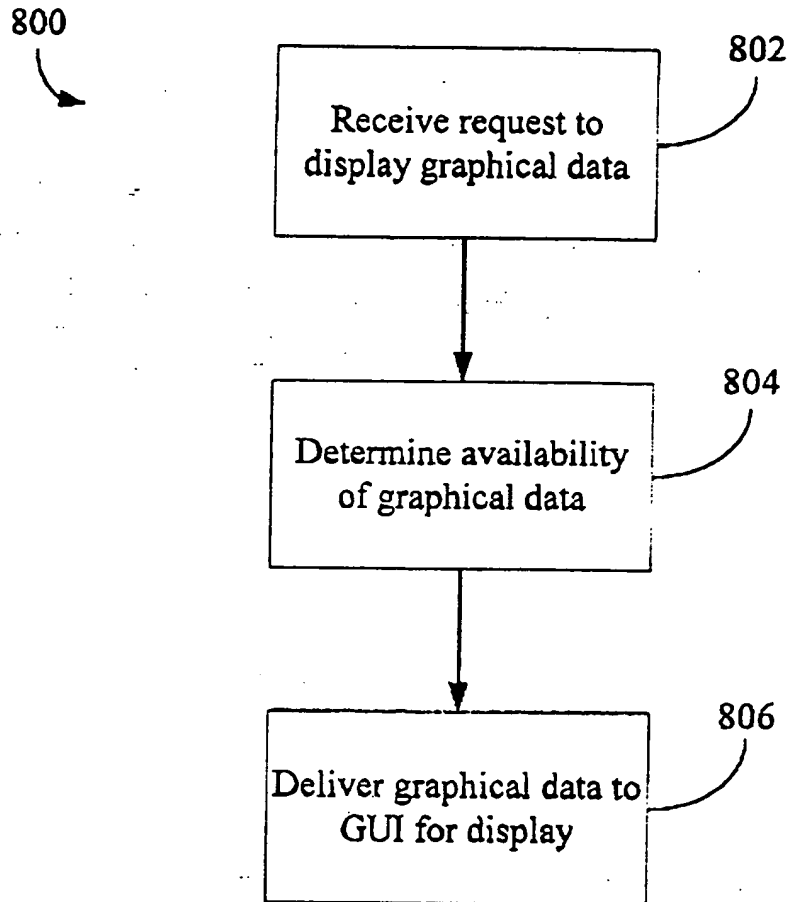 800
802
Receive request to
display graphical data
804
Determine availability
of graphical data
806
Deliver graphical data to
GUI for display